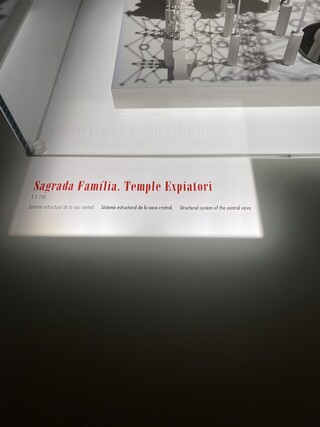 Sagrada Família. Temple Expiatori
E 1:100
Sistema estructural de la nau central. Sistema estructural de la nave central. Structural system of the central nave.